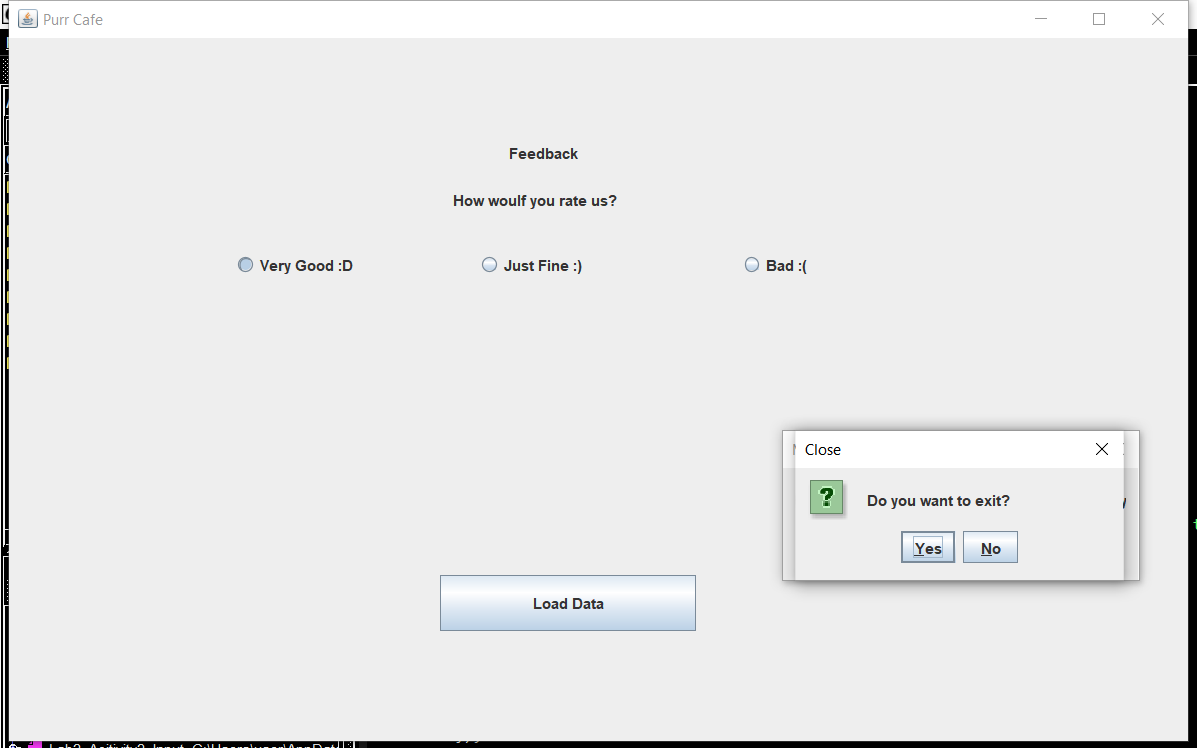 Purr Cafe
Feedback
How woulf you rate us?
Very Good :D
Just Fine :)
Bad :(
Close
Do you want to exit?
Yes
No
Load Data